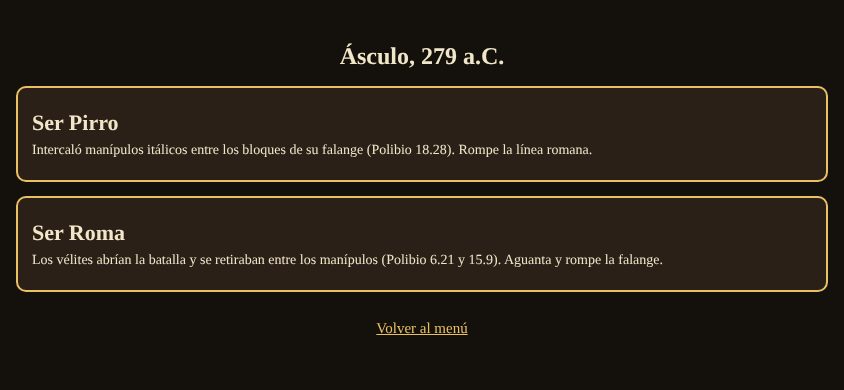 Ásculo, 279 a.C.
Ser Pirro
Intercaló manípulos itálicos entre los bloques de su falange (Polibio 18.28). Rompe la línea romana.
Ser Roma
Los vélites abrían la batalla y se retiraban entre los manípulos (Polibio 6.21 y 15.9). Aguanta y rompe la falange.
Volver al menú